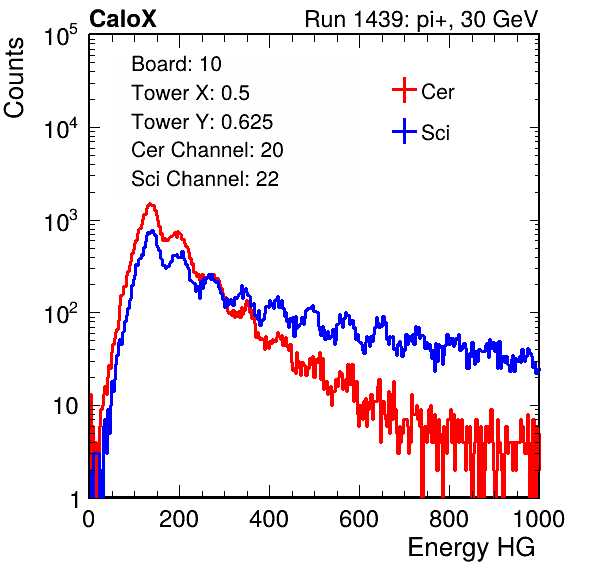 CaloX Run 1439: pi+, 30 GeV
Counts
Board: 10
Tower X: 0.5
Tower Y: 0.625
Cer Channel: 20
Sci Channel: 22
Cer
Sci
10^5
10^4
10^3
10^2
10
1
0 200 400 600 800 1000
Energy HG